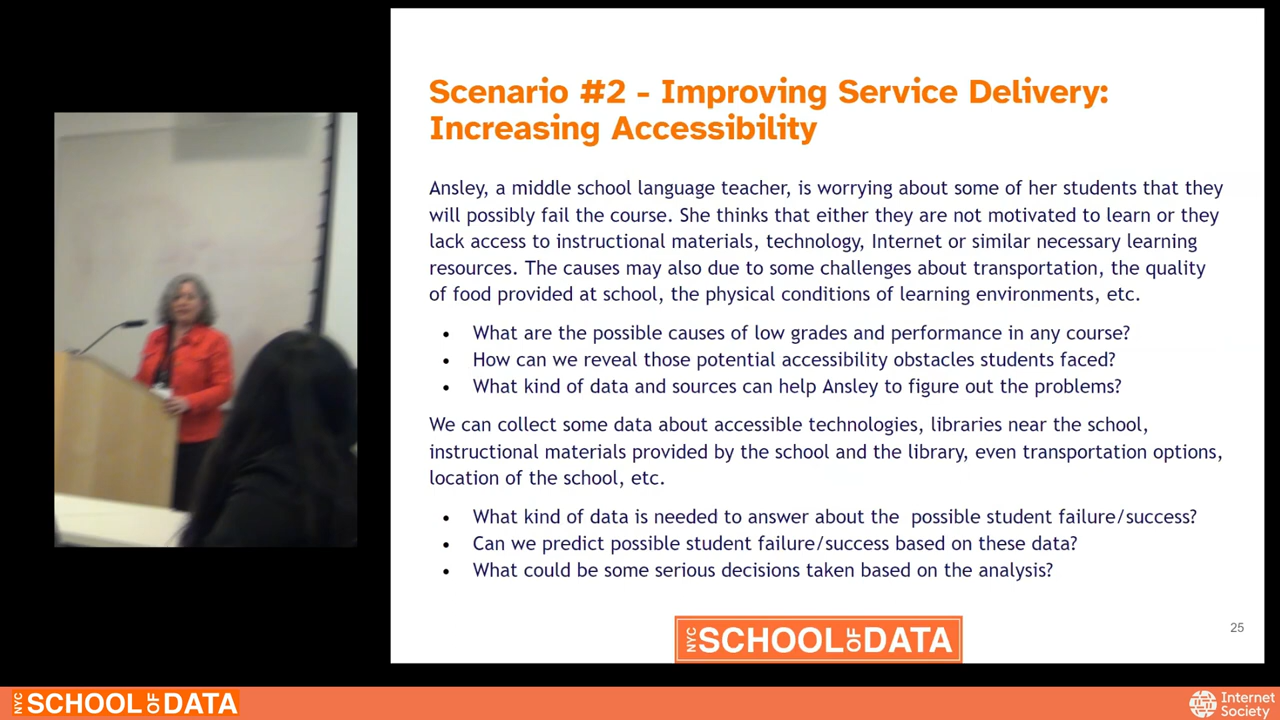 Scenario #2 - Improving Service Delivery:
Increasing Accessibility
Ansley, a middle school language teacher, is worrying about some of her students that they
will possibly fail the course. She thinks that either they are not motivated to learn or they
lack access to instructional materials, technology, Internet or similar necessary learning
resources. The causes may also due to some challenges about transportation, the quality
of food provided at school, the physical conditions of learning environments, etc.
• What are the possible causes of low grades and performance in any course?
• How can we reveal those potential accessibility obstacles students faced?
• What kind of data and sources can help Ansley to figure out the problems?
We can collect some data about accessible technologies, libraries near the school,
instructional materials provided by the school and the library, even transportation options,
location of the school, etc.
• What kind of data is needed to answer about the  possible student failure/success?
• Can we predict possible student failure/success based on these data?
• What could be some serious decisions taken based on the analysis?
NYC SCHOOL OF DATA
25
NYC SCHOOL OF DATA
Internet
Society